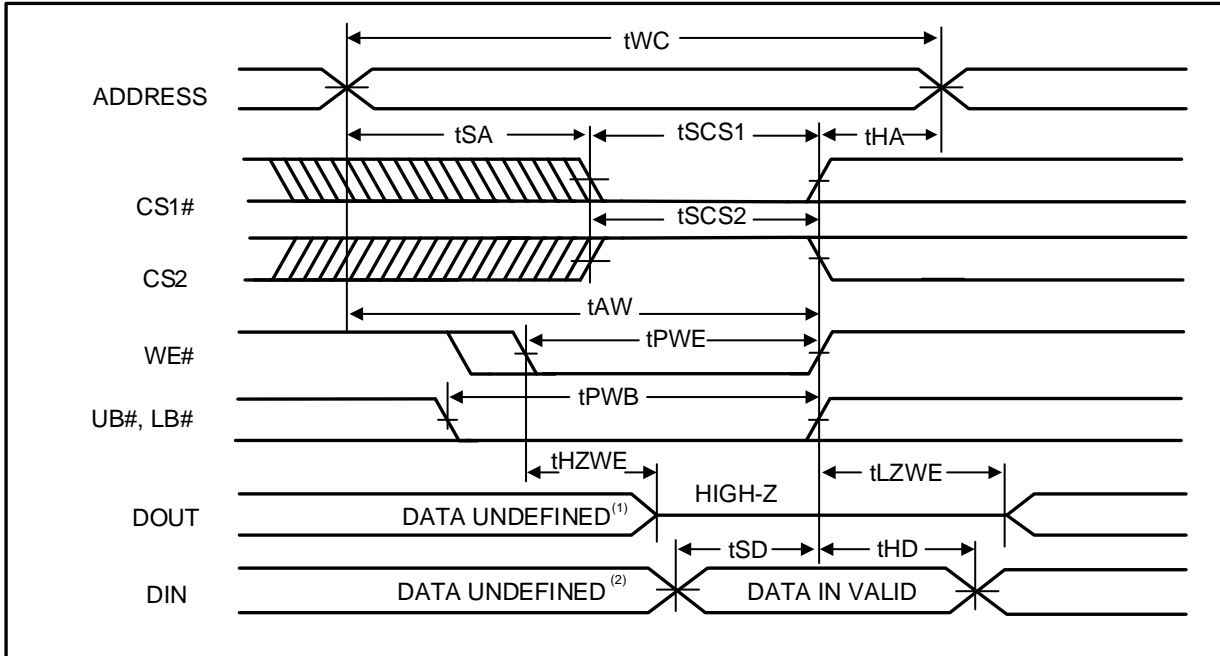 tWC
ADDRESS
tSA
tSCS1
tHA
CS1#
tSCS2
CS2
tAW
WE#
tPWE
tPWB
UB#, LB#
tHZWE
tLZWE
HIGH-Z
DOUT
DATA UNDEFINED(1)
tSD
tHD
DIN
DATA UNDEFINED (2)
DATA IN VALID